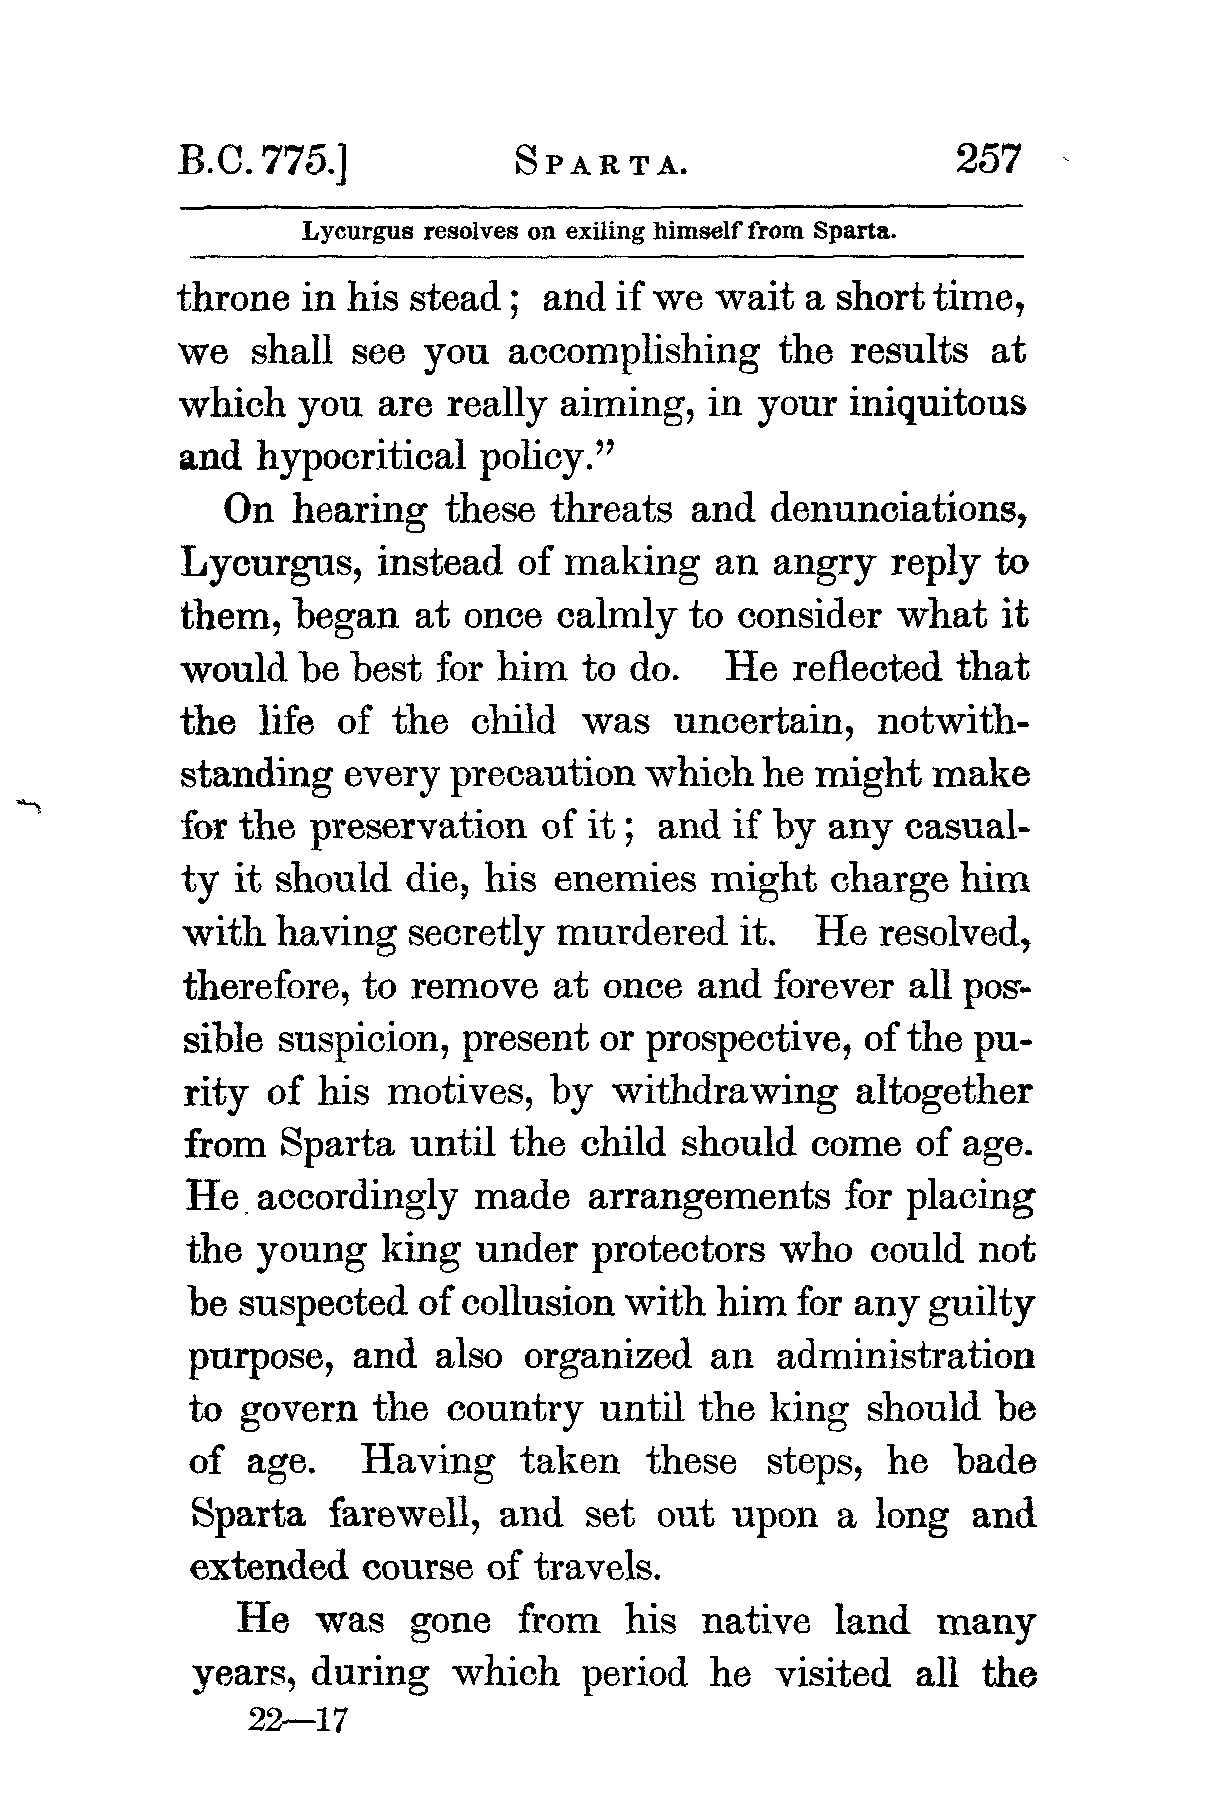 B.C. 775.] SPARTA. 257
Lycurgus resolves on exiling himself from Sparta.
throne in his stead; and if we wait a short time,
we shall see you accomplishing the results at
which you are really aiming, in your iniquitous
and hypocritical policy."
On hearing these threats and denunciations,
Lycurgus, instead of making an angry reply to
them, began at once calmly to consider what it
would be best for him to do. He reflected that
the life of the child was uncertain, notwith-
standing every precaution which he might make
for the preservation of it; and if by any casual-
ty it should die, his enemies might charge him
with having secretly murdered it. He resolved,
therefore, to remove at once and forever all pos-
sible suspicion, present or prospective, of the pu-
rity of his motives, by withdrawing altogether
from Sparta until the child should come of age.
He accordingly made arrangements for placing
the young king under protectors who could not
be suspected of collusion with him for any guilty
purpose, and also organized an administration
to govern the country until the king should be
of age. Having taken these steps, he bade
Sparta farewell, and set out upon a long and
extended course of travels.
He was gone from his native land many
years, during which period he visited all the
22—17